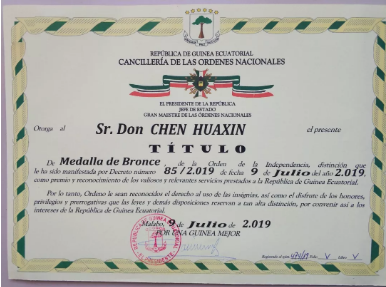 REPÚBLICA DE GUINEA ECUATORIAL
CANCILLERÍA DE LAS ORDENES NACIONALES
EL PRESIDENTE DE LA REPÚBLICA
JEFE DE ESTADO
GRAN MAESTRE DE LAS ÓRDENES NACIONALES
Otorga al Sr. Don CHEN HUAXIN el presente
TÍTULO
De Medalla de Bronce, de la Orden de la Independencia, distinción que
le ha sido manifestada por Decreto número 85/2.019 de fecha 9 de Julio del año 2.019,
como premio y reconocimiento de los valiosos y relevantes servicios prestados a la República de Guinea Ecuatorial.
Por lo tanto, Ordeno le sean reconocidos el derecho al uso de las insignias, así como el disfrute de los honores,
privilegios y prerrogativas que las leyes y demás disposiciones reservan a tan alta distinción, por convenir así a los
intereses de la República de Guinea Ecuatorial.
Malabo, 9 de Julio de 2.019
POR UNA GUINEA MEJOR